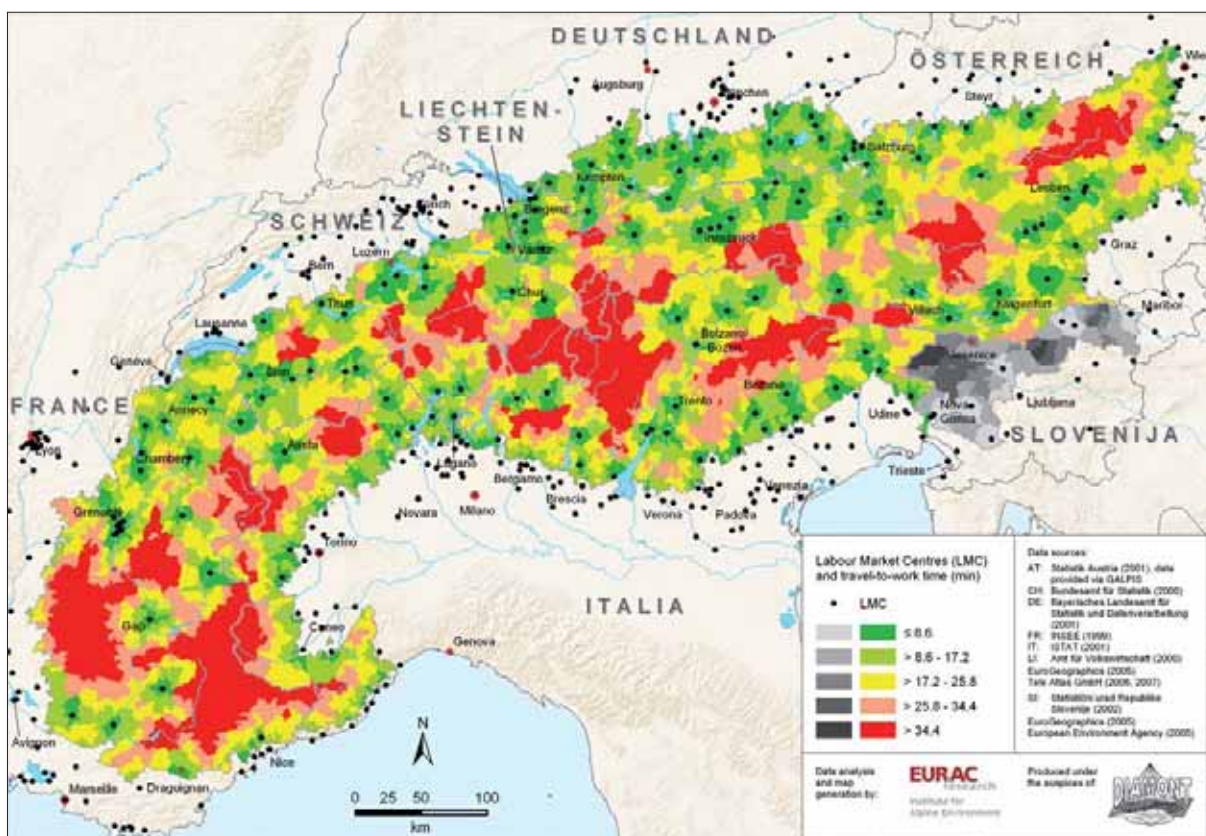 DEUTSCHLAND
ÖSTERREICH
Wie
Augsburg
Steyr
LIECHTEN-
STEIN
Salzburg
Kempten
Leoben
Bregenz
SCHWEIZ
Innsbruck
Luzern
Vaduz
Graz
Bern
Thun
Chur
Klagenfurt
Villach
Maribor
Lausanne
Bolzano/
Bozen
Genève
Jesenice
Sion
Belluno
FRANCE
Annecy
Trento
Ljubljana
Udine
Nova
Gorica
Aosta
SLOVENIJA
Lyon
Chambery
Lugano
Trieste
Bergamo
Brescia
Venezia
Grenoble
Novara
Milano
Verona
Padova
Torino
ITALIA
Gap
Cuneo
Genova
N
Avignon
Nice
Marseille
Draguignan
0 25 50 100
km
Labour Market Centres (LMC)
and travel-to-work time (min)
LMC
≤ 8.6
> 8.6 - 17.2
> 17.2 - 25.8
> 25.8 - 34.4
> 34.4
Data sources:
AT: Statistik Austria (2001), data
provided via GALPIS
CH: Bundesamt für Statistik (2000)
DE: Bayerisches Landesamt für
Statistik und Datenverarbeitung
(2001)
FR: INSEE (1999)
IT: ISTAT (2001)
LI: Amt für Volkswirtschaft (2000)
EuroGeographics (2005)
Tele Atlas GmbH (2006, 2007)
SI: Statistični urad Republike
Slovenije (2002)
EuroGeographics (2005)
European Environment Agency (2005)
Data analysis
and map
generation by:
EURAC
research
Institute for
Alpine Environment
Produced under
the auspices of:
DIAMONT